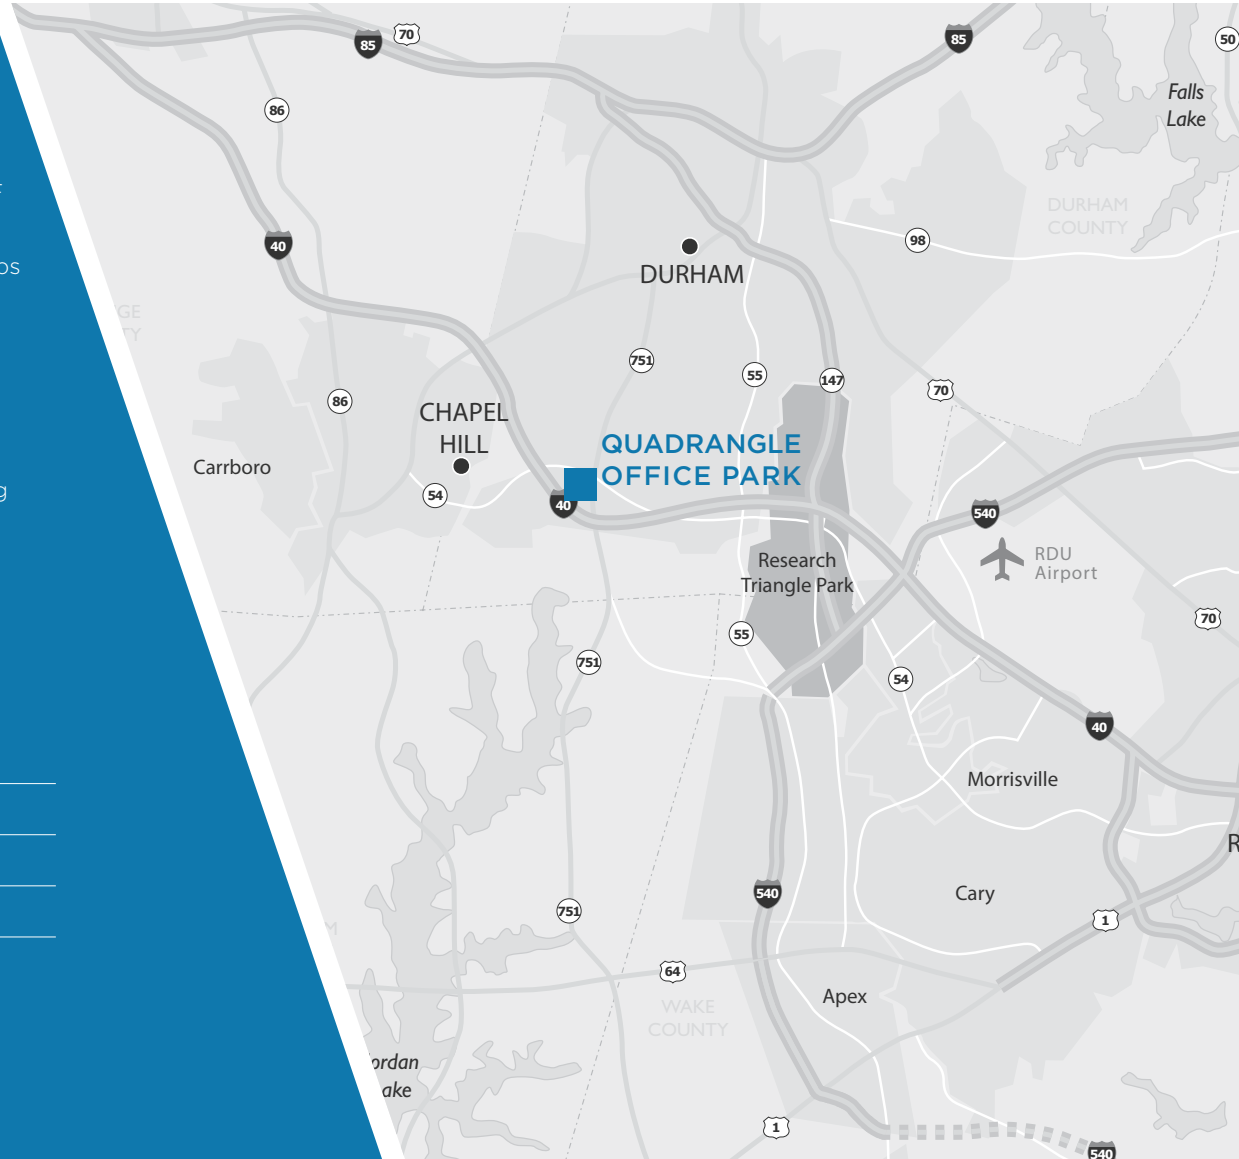 85
70
85
50
Falls
Lake
86
DURHAM
COUNTY
98
40
DURHAM
751
55
147
70
86
CHAPEL
HILL
QUADRANGLE
OFFICE PARK
Carrboro
54
40
540
RDU
Airport
Research
Triangle Park
70
55
751
54
40
Morrisville
540
Cary
751
1
64
Apex
WAKE
COUNTY
1
540